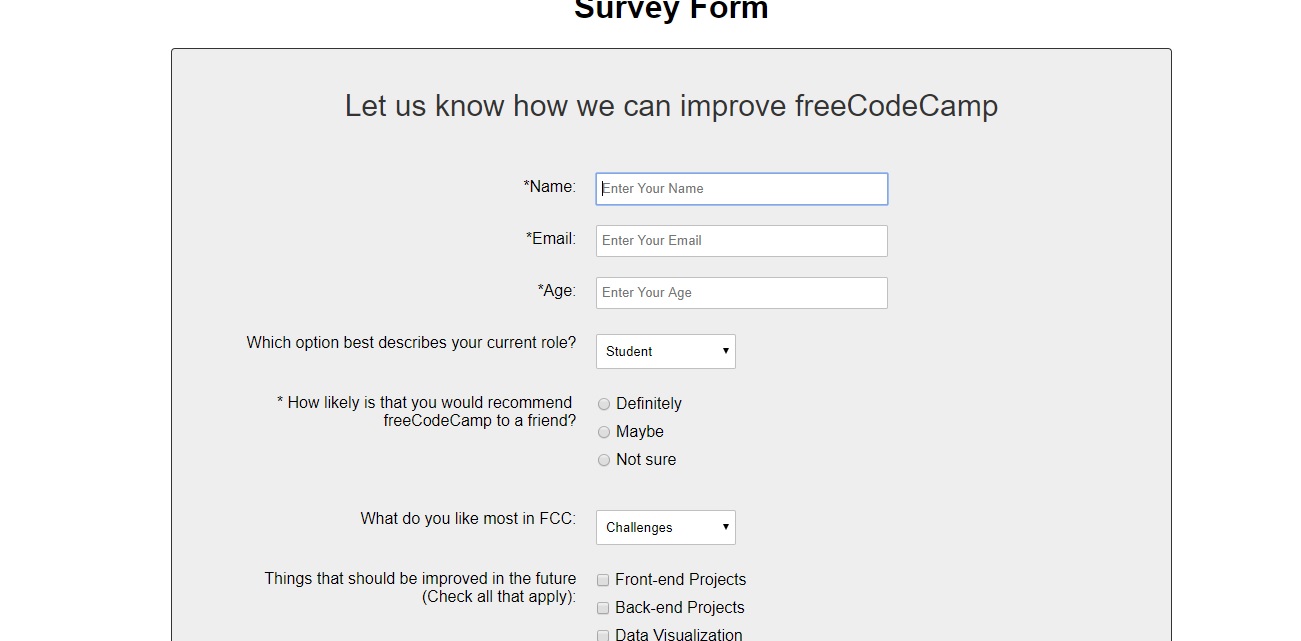 Survey Form
Let us know how we can improve freeCodeCamp
*Name:
Enter Your Name
*Email:
Enter Your Email
*Age:
Enter Your Age
Which option best describes your current role?
Student
* How likely is that you would recommend
freeCodeCamp to a friend?
Definitely
Maybe
Not sure
What do you like most in FCC:
Challenges
Things that should be improved in the future
(Check all that apply):
Front-end Projects
Back-end Projects
Data Visualization